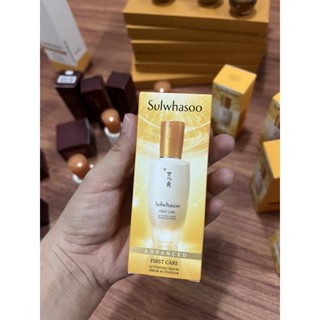 Sulwhasoo
Sulwhasoo
FIRST CARE
ADVANCED
FIRST CARE
ACTIVATING SERUM
SÉRUM ACTIVATEUR